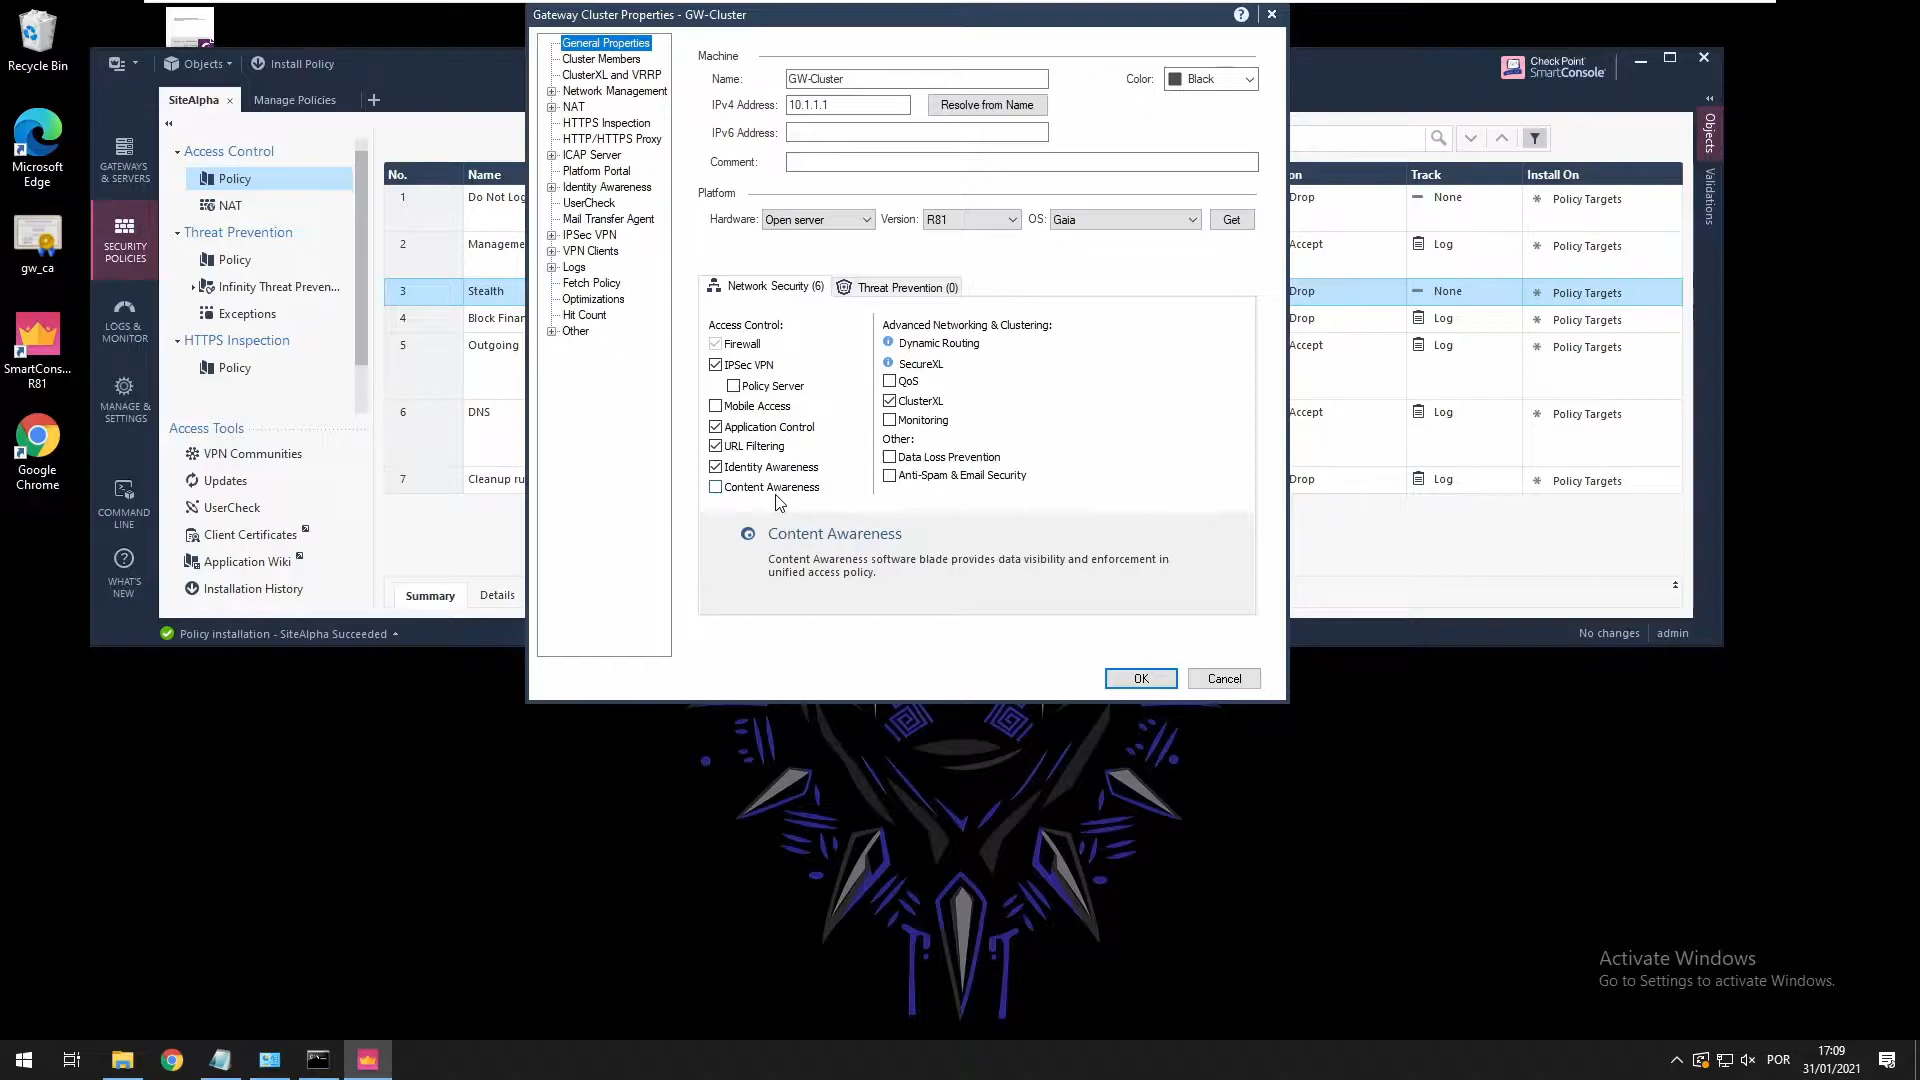 Recycle Bin
Microsoft
Edge
gw_ca
SmartCons...
R81
Google
Chrome
Objects
Install Policy
Check Point
SmartConsole
SiteAlpha
Manage Policies
GATEWAYS
& SERVERS
SECURITY
POLICIES
LOGS &
MONITOR
MANAGE &
SETTINGS
COMMAND
LINE
WHAT'S
NEW
Access Control
Policy
NAT
Threat Prevention
Policy
Infinity Threat Preven...
Exceptions
HTTPS Inspection
Policy
Access Tools
VPN Communities
Updates
UserCheck
Client Certificates
Application Wiki
Installation History
No. Name
1 Do Not Log
2 Manageme
3 Stealth
4 Block Finan
5 Outgoing
6 DNS
7 Cleanup ru
Summary Details
Policy installation - SiteAlpha Succeeded
Gateway Cluster Properties - GW-Cluster
General Properties
Cluster Members
ClusterXL and VRRP
Network Management
NAT
HTTPS Inspection
HTTP/HTTPS Proxy
ICAP Server
Platform Portal
Identity Awareness
UserCheck
Mail Transfer Agent
IPSec VPN
VPN Clients
Logs
Fetch Policy
Optimizations
Hit Count
Other
Machine
Name: GW-Cluster Color: Black
IPv4 Address: 10.1.1.1 Resolve from Name
IPv6 Address:
Comment:
Platform
Hardware: Open server Version: R81 OS: Gaia Get
Network Security (6) Threat Prevention (0)
Access Control:
Firewall
IPSec VPN
Policy Server
Mobile Access
Application Control
URL Filtering
Identity Awareness
Content Awareness
Advanced Networking & Clustering:
Dynamic Routing
SecureXL
QoS
ClusterXL
Monitoring
Other:
Data Loss Prevention
Anti-Spam & Email Security
Content Awareness
Content Awareness software blade provides data visibility and enforcement in
unified access policy.
OK Cancel
on Track Install On
Drop None Policy Targets
Accept Log Policy Targets
Drop None Policy Targets
Drop Log Policy Targets
Accept Log Policy Targets
Accept Log Policy Targets
Drop Log Policy Targets
No changes admin
Objects
Validations
Activate Windows
Go to Settings to activate Windows.
POR
17:09
31/01/2021